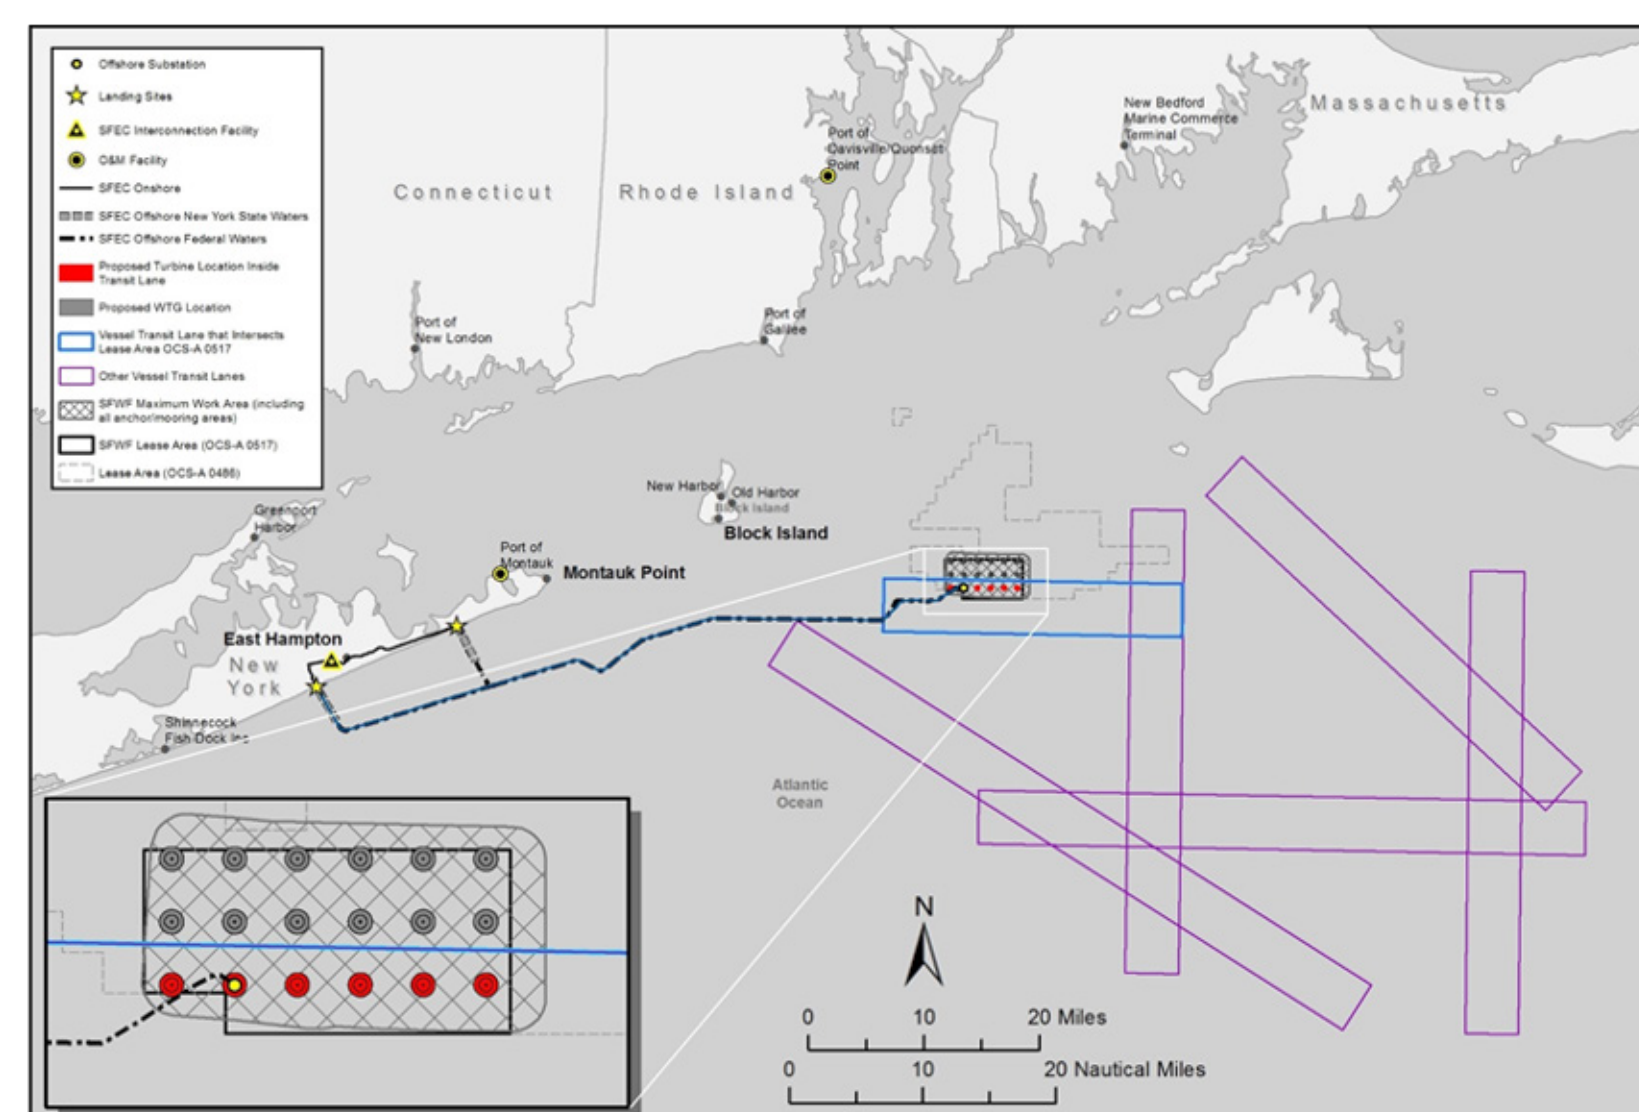 Offshore Substation
Landing Sites
SFEC Interconnection Facility
O&M Facility
SFEC Onshore
SFEC Offshore New York State Waters
SFEC Offshore Federal Waters
Proposed Turbine Location Inside
Transit Lane
Proposed WTG Location
Vessel Transit Lane that Intersects
Lease Area OCS-A 0517
Other Vessel Transit Lanes
SFWF Maximum Work Area (including
all anchor/mooring areas)
SFWF Lease Area (OCS-A 0517)
Lease Area (OCS-A 0486)
Connecticut
Rhode Island
Massachusetts
New Bedford
Marine Commerce
Terminal
Port of
Davisville/Quonset
Point
Port of
New London
Port of
Galilee
New Harbor
Old Harbor
Block Island
Block Island
Greenport
Harbor
Port of
Montauk
Montauk Point
East Hampton
New
York
Shinnecock
Fish Dock Inc
Atlantic
Ocean
N
0 10 20 Miles
0 10 20 Nautical Miles